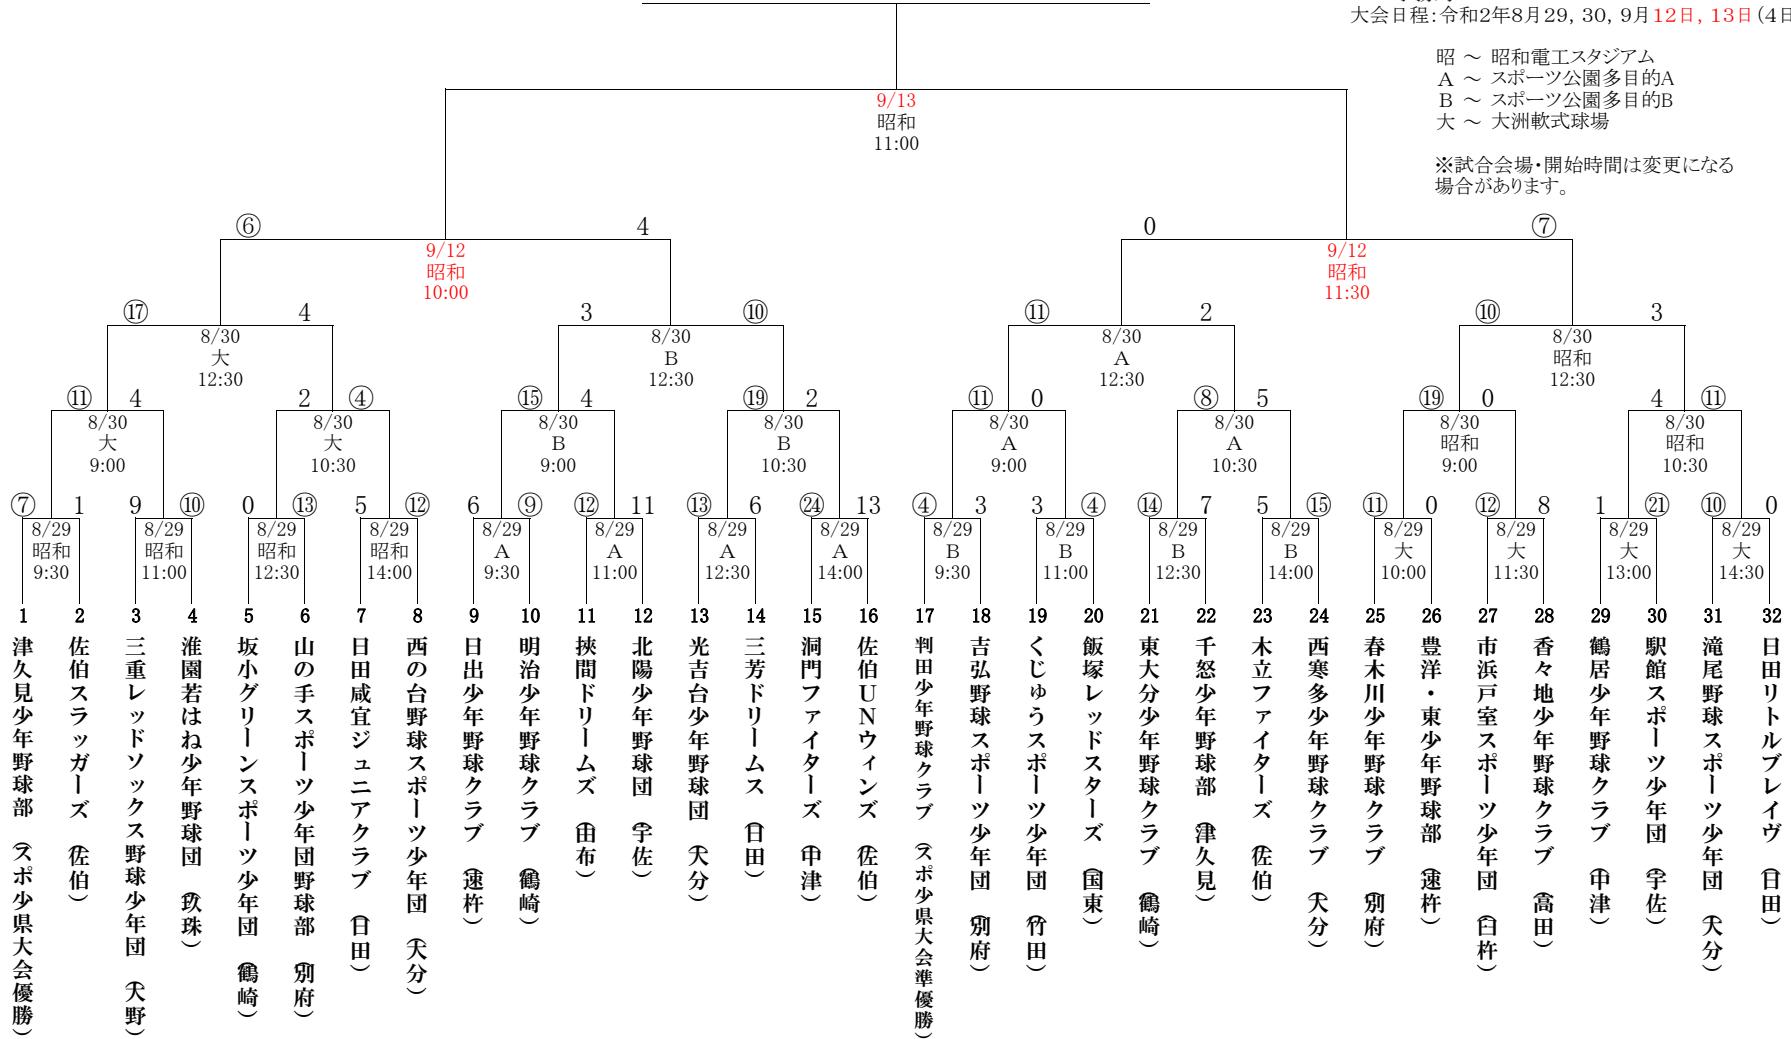 大会日程:令和2年8月29, 30, 9月12日, 13日(4日
昭 ～ 昭和電工スタジアム
A ～ スポーツ公園多目的A
B ～ スポーツ公園多目的B
大 ～ 大洲軟式球場
※試合会場・開始時間は変更になる
場合があります。
9/13
昭和
11:00
⑥ 4 0 ⑦
9/12 9/12
昭和 昭和
10:00 11:30
⑰ 4 3 ⑩ ⑪ 2 ⑩ 3
8/30 8/30 8/30 8/30
大 B A 昭和
12:30 12:30 12:30 12:30
⑪ 4 2 ④ ⑮ 4 ⑲ 2 ⑪ 0 ⑧ 5 ⑲ 0 4 ⑪
8/30 8/30 8/30 8/30 8/30 8/30 8/30 8/30
大 大 B B A A 昭和 昭和
9:00 10:30 9:00 10:30 9:00 10:30 9:00 10:30
⑦ 1 9 ⑩ 0 ⑬ 5 ⑫ 6 ⑨ ⑫ 11 ⑬ 6 ㉔ 13 ④ 3 3 ④ ⑭ 7 5 ⑮ ⑪ 0 ⑫ 8 1 ㉑ ⑩ 0
8/29 8/29 8/29 8/29 8/29 8/29 8/29 8/29 8/29 8/29 8/29 8/29 8/29 8/29 8/29 8/29
昭和 昭和 昭和 昭和 A A A A B B B B 大 大 大 大
9:30 11:00 12:30 14:00 9:30 11:00 12:30 14:00 9:30 11:00 12:30 14:00 10:00 11:30 13:00 14:30
1 2 3 4 5 6 7 8 9 10 11 12 13 14 15 16 17 18 19 20 21 22 23 24 25 26 27 28 29 30 31 32
津久見少年野球部（スポ少県大会優勝）
佐伯スラッガーズ（佐伯）
三重レッドソックス野球少年団（大野）
淮園若はね少年野球団（玖珠）
坂小グリーンスポーツ少年団（鶴崎）
山の手スポーツ少年団野球部（別府）
日田咸宜ジュニアクラブ（日田）
西の台野球スポーツ少年団（大分）
日出少年野球クラブ（速杵）
明治少年野球クラブ（鶴崎）
挾間ドリームズ（由布）
北陽少年野球団（宇佐）
光吉台少年野球団（大分）
三芳ドリームス（日田）
洞門ファイターズ（中津）
佐伯ＵＮウィンズ（佐伯）
判田少年野球クラブ（スポ少県大会準優勝）
吉弘野球スポーツ少年団（別府）
くじゅうスポーツ少年団（竹田）
飯塚レッドスターズ（国東）
東大分少年野球クラブ（鶴崎）
千怒少年野球部（津久見）
木立ファイターズ（佐伯）
西寒多少年野球クラブ（大分）
春木川少年野球クラブ（別府）
豊洋・東少年野球部（速杵）
市浜戸室スポーツ少年団（臼杵）
香々地少年野球クラブ（高田）
鶴居少年野球クラブ（中津）
駅館スポーツ少年団（宇佐）
滝尾野球スポーツ少年団（大分）
日田リトルブレイヴ（日田）